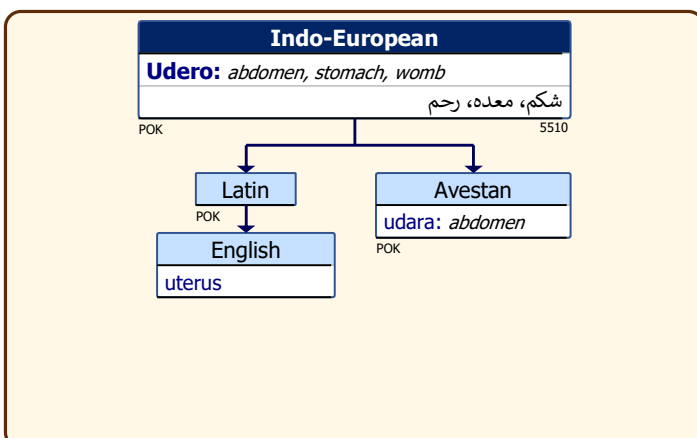 Indo-European
Udero: abdomen, stomach, womb
شکم، معده، رحم
POK 5510
Latin
POK
Avestan
udara: abdomen
POK
English
uterus